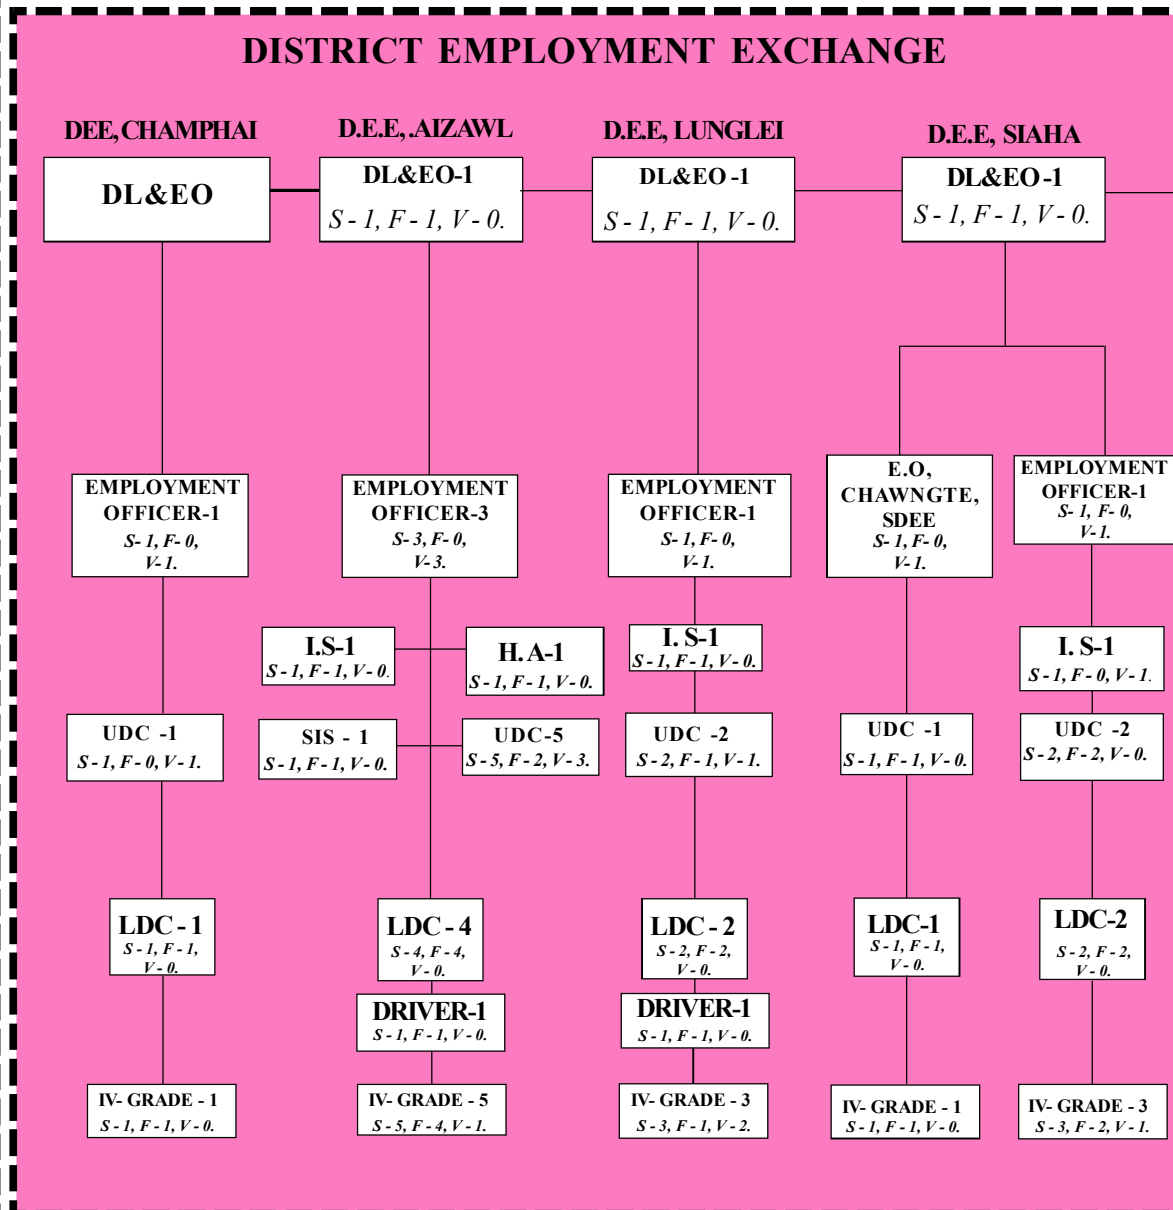 DISTRICT EMPLOYMENT EXCHANGE
DEE, CHAMPHAI
DL&EO
EMPLOYMENT
OFFICER-1
S- 1, F- 0,
V-1.
UDC -1
S - 1, F - 0, V - 1.
LDC - 1
S - 1, F - 1,
V - 0.
IV- GRADE - 1
S - 1, F - 1, V - 0.
D.E.E, .AIZAWL
DL&EO-1
S - 1, F - 1, V - 0.
EMPLOYMENT
OFFICER-3
S- 3, F- 0,
V-3.
I.S-1
S - 1, F - 1, V - 0.
H. A-1
S - 1, F - 1, V - 0.
SIS - 1
S - 1, F - 1, V - 0.
UDC-5
S - 5, F - 2, V - 3.
LDC - 4
S - 4, F - 4,
V - 0.
DRIVER-1
S - 1, F - 1, V - 0.
IV- GRADE - 5
S - 5, F - 4, V - 1.
D.E.E, LUNGLEI
DL&EO -1
S - 1, F - 1, V - 0.
EMPLOYMENT
OFFICER-1
S- 1, F- 0,
V-1.
I. S-1
S - 1, F - 1, V - 0.
UDC -2
S - 2, F - 1, V - 1.
LDC - 2
S - 2, F - 2,
V - 0.
DRIVER-1
S - 1, F - 1, V - 0.
IV- GRADE - 3
S - 3, F - 1, V - 2.
D.E.E, SIAHA
DL&EO-1
S - 1, F - 1, V - 0.
E.O,
CHAWNGTE,
SDEE
S- 1, F- 0,
V-1.
UDC -1
S - 1, F - 1, V - 0.
LDC-1
S - 1, F - 1,
V - 0.
IV- GRADE - 1
S - 1, F - 1, V - 0.
EMPLOYMENT
OFFICER-1
S- 1, F- 0,
V-1.
I. S-1
S - 1, F - 0, V - 1.
UDC -2
S - 2, F - 2, V - 0.
LDC-2
S - 2, F - 2,
V - 0.
IV- GRADE - 3
S - 3, F - 2, V - 1.